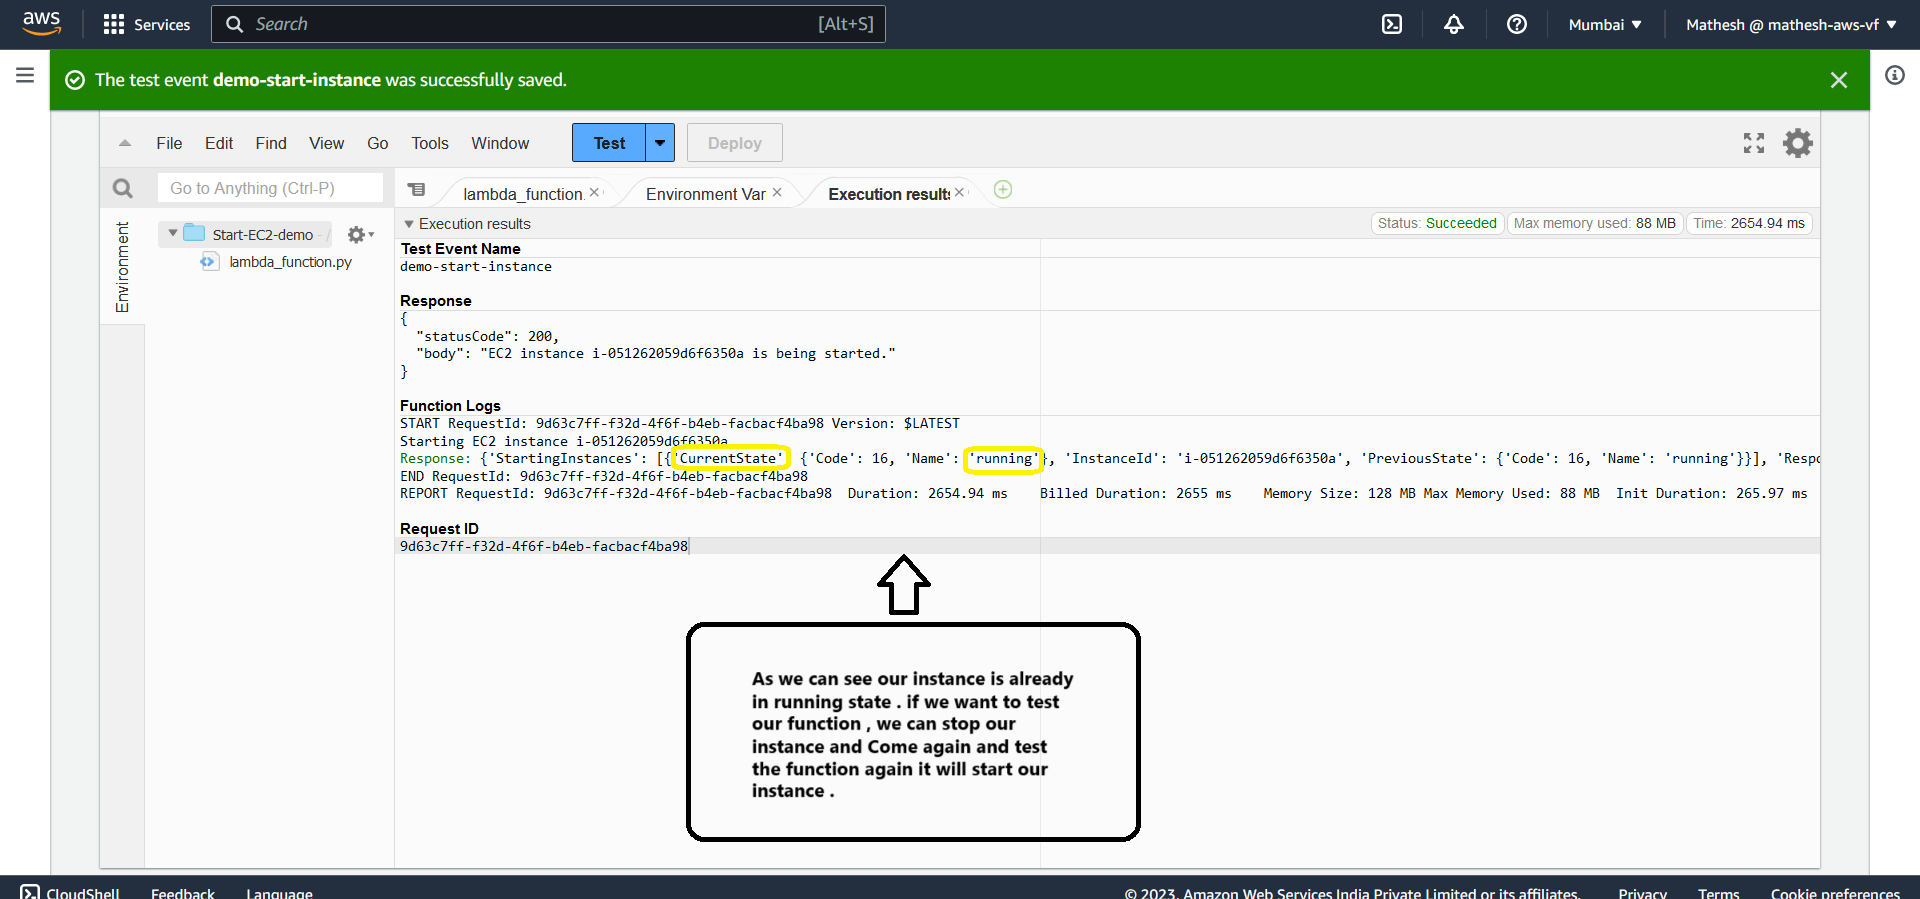 aws
Services
Search
[Alt+S]
Mumbai
Mathesh @ mathesh-aws-vf
The test event demo-start-instance was successfully saved.
File Edit Find View Go Tools Window
Test
Deploy
Go to Anything (Ctrl-P)
lambda_function.
Environment Var
Execution results
Environment
Start-EC2-demo - /
lambda_function.py
Execution results
Status: Succeeded
Max memory used: 88 MB
Time: 2654.94 ms
Test Event Name
demo-start-instance
Response
{
"statusCode": 200,
"body": "EC2 instance i-051262059d6f6350a is being started."
}
Function Logs
START RequestId: 9d63c7ff-f32d-4f6f-b4eb-facbacf4ba98 Version: $LATEST
Starting EC2 instance i-051262059d6f6350a
Response: {'StartingInstances': [{'CurrentState' {'Code': 16, 'Name': 'running'}, 'InstanceId': 'i-051262059d6f6350a', 'PreviousState': {'Code': 16, 'Name': 'running'}}], 'Respo
END RequestId: 9d63c7ff-f32d-4f6f-b4eb-facbacf4ba98
REPORT RequestId: 9d63c7ff-f32d-4f6f-b4eb-facbacf4ba98 Duration: 2654.94 ms Billed Duration: 2655 ms Memory Size: 128 MB Max Memory Used: 88 MB Init Duration: 265.97 ms
Request ID
9d63c7ff-f32d-4f6f-b4eb-facbacf4ba98
As we can see our instance is already
in running state . if we want to test
our function , we can stop our
instance and Come again and test
the function again it will start our
instance .
CloudShell
Feedback
Language
© 2023, Amazon Web Services India Private Limited or its affiliates.
Privacy
Terms
Cookie preferences